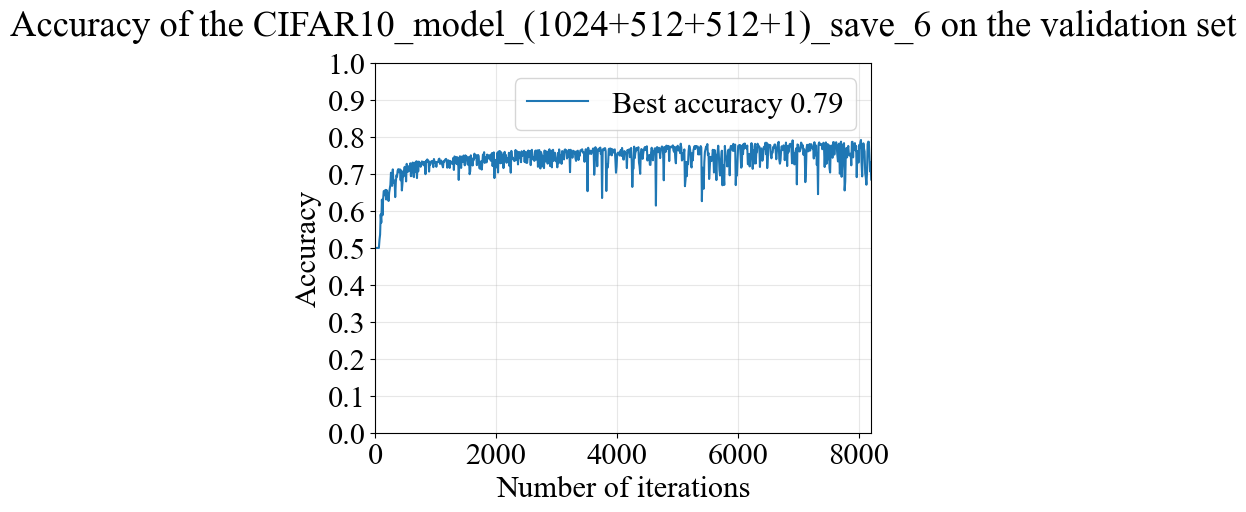 Accuracy of the CIFAR10_model_(1024+512+512+1)_save_6 on the validation set
1.0
0.9
0.8
0.7
0.6
0.5
0.4
0.3
0.2
0.1
0.0
Accuracy
Best accuracy 0.79
0 2000 4000 6000 8000
Number of iterations